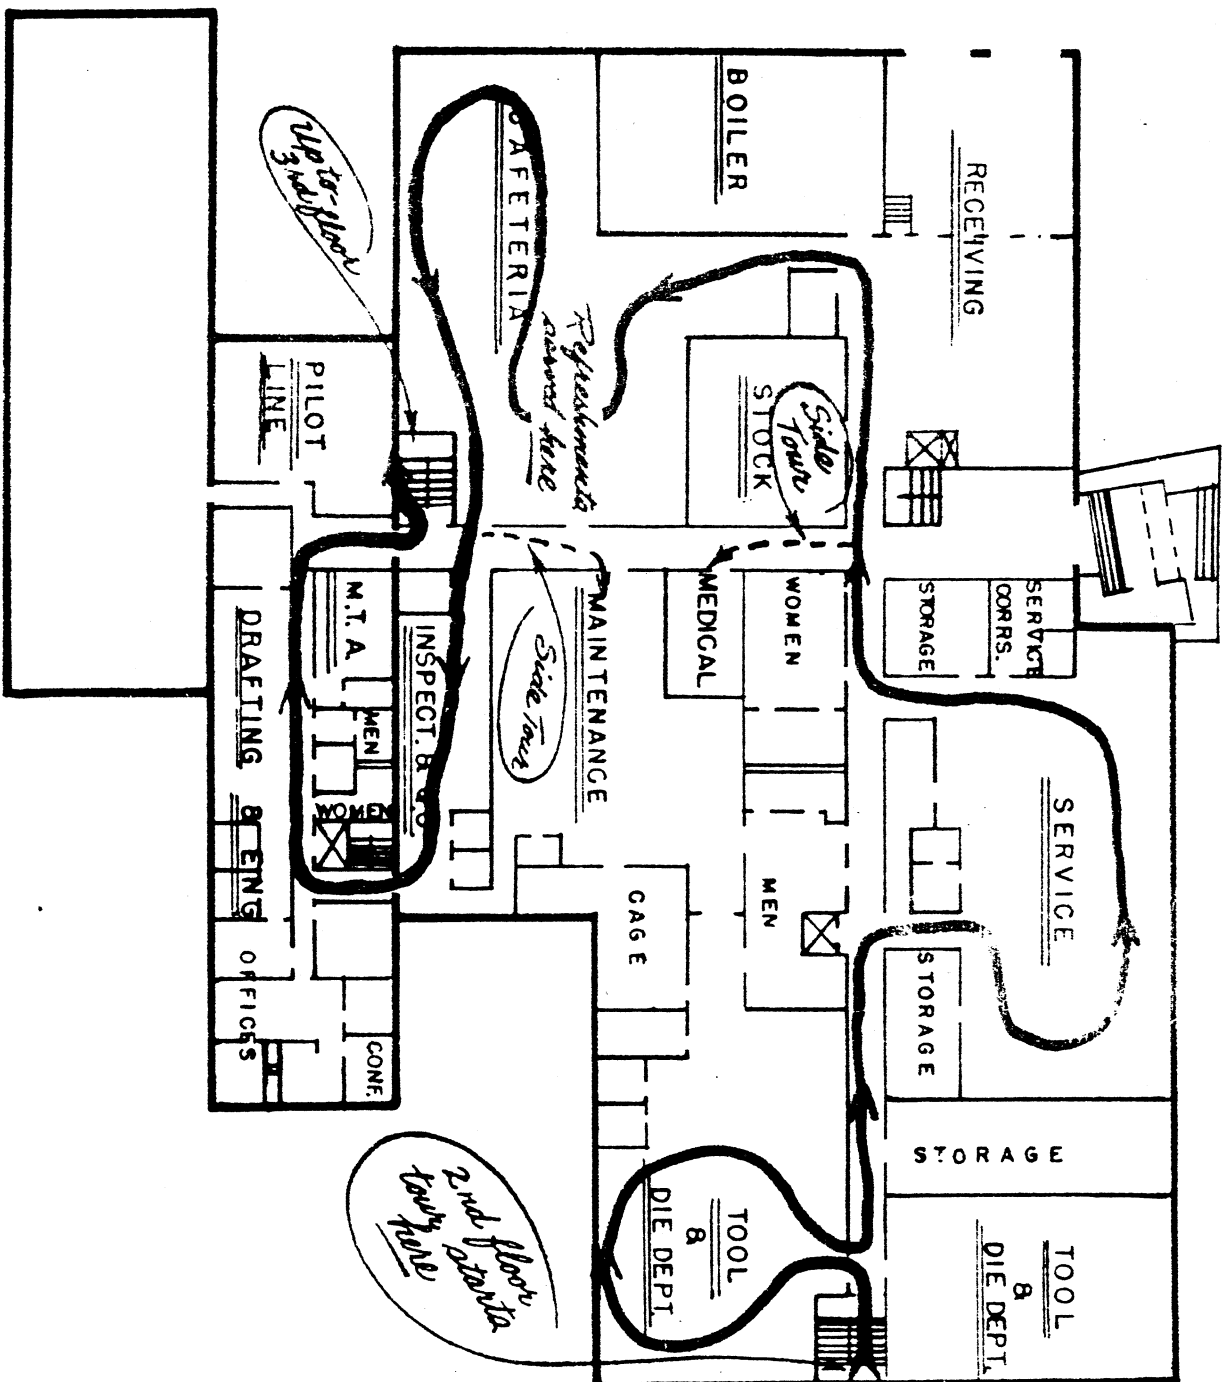 BOILER
RECEIVING
CAFETERIA
Up to
3rd floor
Refreshments
served here
Side
Tour
STOCK
PILOT
LINE
M.T.A.
INSPECT. &
MEDICAL
WOMEN
STORAGE
SERVICE
CORRS.
MAINTENANCE
Side Tour
DRAFTING & ENG
OFFICES
MEN
WOMEN
CONF.
CAGE
MEN
SERVICE
STORAGE
STORAGE
TOOL
&
DIE DEPT.
TOOL
&
DIE DEPT.
2nd floor
tour starts
here